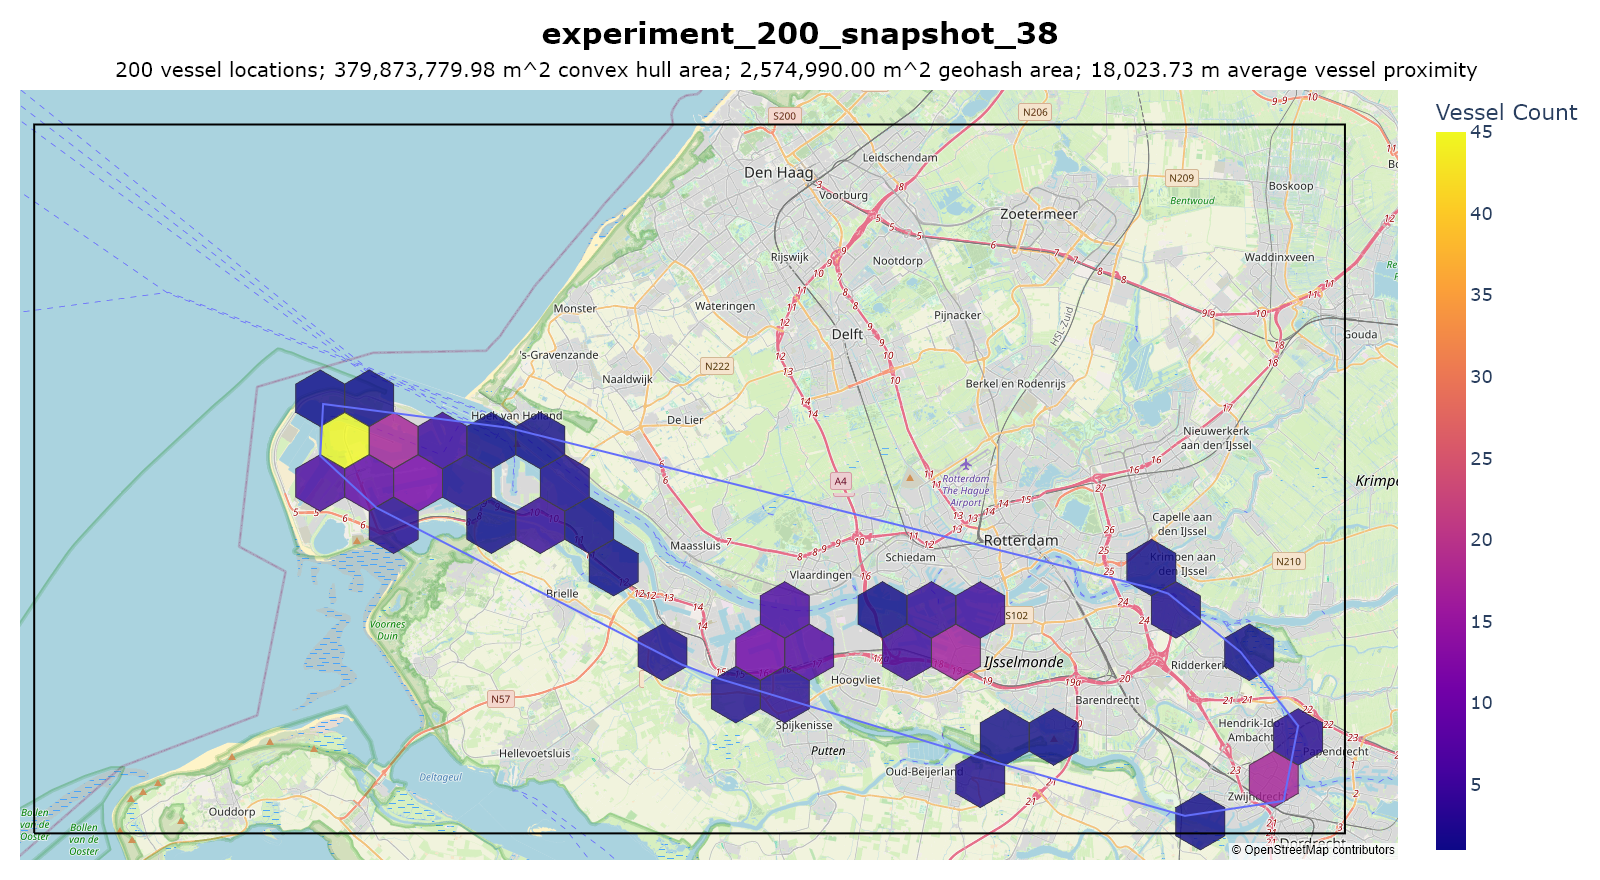 experiment_200_snapshot_38
200 vessel locations; 379,873,779.98 m^2 convex hull area; 2,574,990.00 m^2 geohash area; 18,023.73 m average vessel proximity
Vessel Count
45
40
35
30
25
20
15
10
5
S200
N206
Leidschendam
Den Haag
N209
Boskoop
Voorburg
Bentwoud
Zoetermeer
Rijswijk
Nootdorp
Waddinxveen
Monster
Wateringen
Pijnacker
HSL-Zuid
Delft
Gouda
's-Gravenzande
N222
Naaldwijk
Berkel en Rodenrijs
Hoek van Holland
De Lier
Nieuwerkerk
aan den IJssel
A4
Rotterdam
The Hague
Airport
Krimpe
Capelle aan
den IJssel
Maassluis
Schiedam
Rotterdam
Krimpen aan
den IJssel
N210
Vlaardingen
Brielle
S102
Voornes
Duin
IJsselmonde
Ridderkerk
Hoogvliet
N57
Barendrecht
Spijkenisse
Hendrik-Ido-
Ambacht
Papendrecht
Hellevoetsluis
Putten
Oud-Beijerland
Deltageul
Zwijndrecht
Ouddorp
Bollen
van de
Ooster
Bollen
van de
Ooster
Dordrecht
© OpenStreetMap contributors